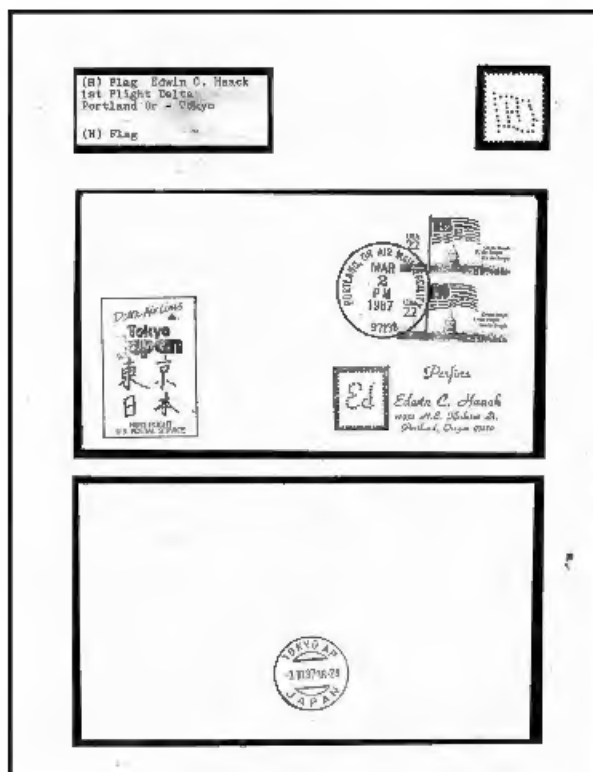 (H) Flag Edwin C. Haack
1st Flight Delta
Portland Or - Tokyo
(H) Flag
H
USA
22
USA
22
PORTLAND, OR AIR MAIL FACILITY
MAR
2
PM
1987
Delta Air Lines
Tokyo
Japan
東京
日本
FIRST FLIGHT
U.S. POSTAL SERVICE
Perfins
Ed
Edwin C. Haack
N.E.
Portland, Oregon
TOKYO AP
JAPAN